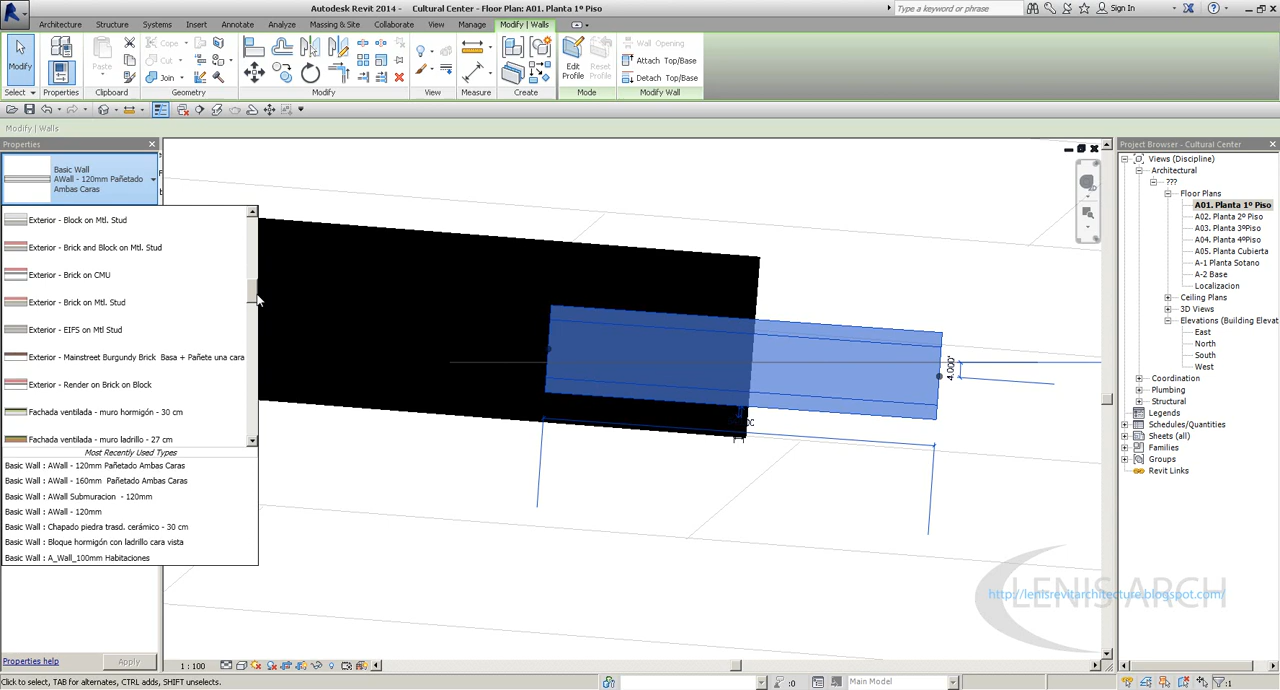 Autodesk Revit 2014 - Cultural Center - Floor Plan: A01. Planta 1º Piso
Type a keyword or phrase
Sign In
Architecture Structure Systems Insert Annotate Analyze Massing & Site Collaborate View Manage Modify | Walls
Modify
Select
Properties
Paste
Clipboard
Cope
Cut
Join
Geometry
Modify
View
Measure
Create
Edit Profile
Reset Profile
Mode
Wall Opening
Attach Top/Base
Detach Top/Base
Modify Wall
Modify | Walls
Properties
Basic Wall
AWall - 120mm Pañetado
Ambas Caras
Exterior - Block on Mtl. Stud
Exterior - Brick and Block on Mtl. Stud
Exterior - Brick on CMU
Exterior - Brick on Mtl. Stud
Exterior - EIFS on Mtl Stud
Exterior - Mainstreet Burgundy Brick Basa + Pañete una cara
Exterior - Render on Brick on Block
Fachada ventilada - muro hormigón - 30 cm
Fachada ventilada - muro ladrillo - 27 cm
Most Recently Used Types
Basic Wall : AWall - 120mm Pañetado Ambas Caras
Basic Wall : AWall - 160mm Pañetado Ambas Caras
Basic Wall : AWall Submuracion - 120mm
Basic Wall : AWall - 120mm
Basic Wall : Chapado piedra trasd. cerámico - 30 cm
Basic Wall : Bloque hormigón con ladrillo cara vista
Basic Wall : A_Wall_100mm Habitaciones
Properties help
Apply
Project Browser - Cultural Center
Views (Discipline)
Architectural
???
Floor Plans
A01. Planta 1º Piso
A02. Planta 2º Piso
A03. Planta 3ºPiso
A04. Planta 4ºPiso
A05. Planta Cubierta
A-1 Planta Sotano
A-2 Base
Localizacion
Ceiling Plans
3D Views
Elevations (Building Elevat
East
North
South
West
Coordination
Plumbing
Structural
Legends
Schedules/Quantities
Sheets (all)
Families
Groups
Revit Links
LENIS ARCH
http://lenisrevitarchitecture.blogspot.com/
1 : 100
Click to select, TAB for alternates, CTRL adds, SHIFT unselects.
:0
Main Model
:1